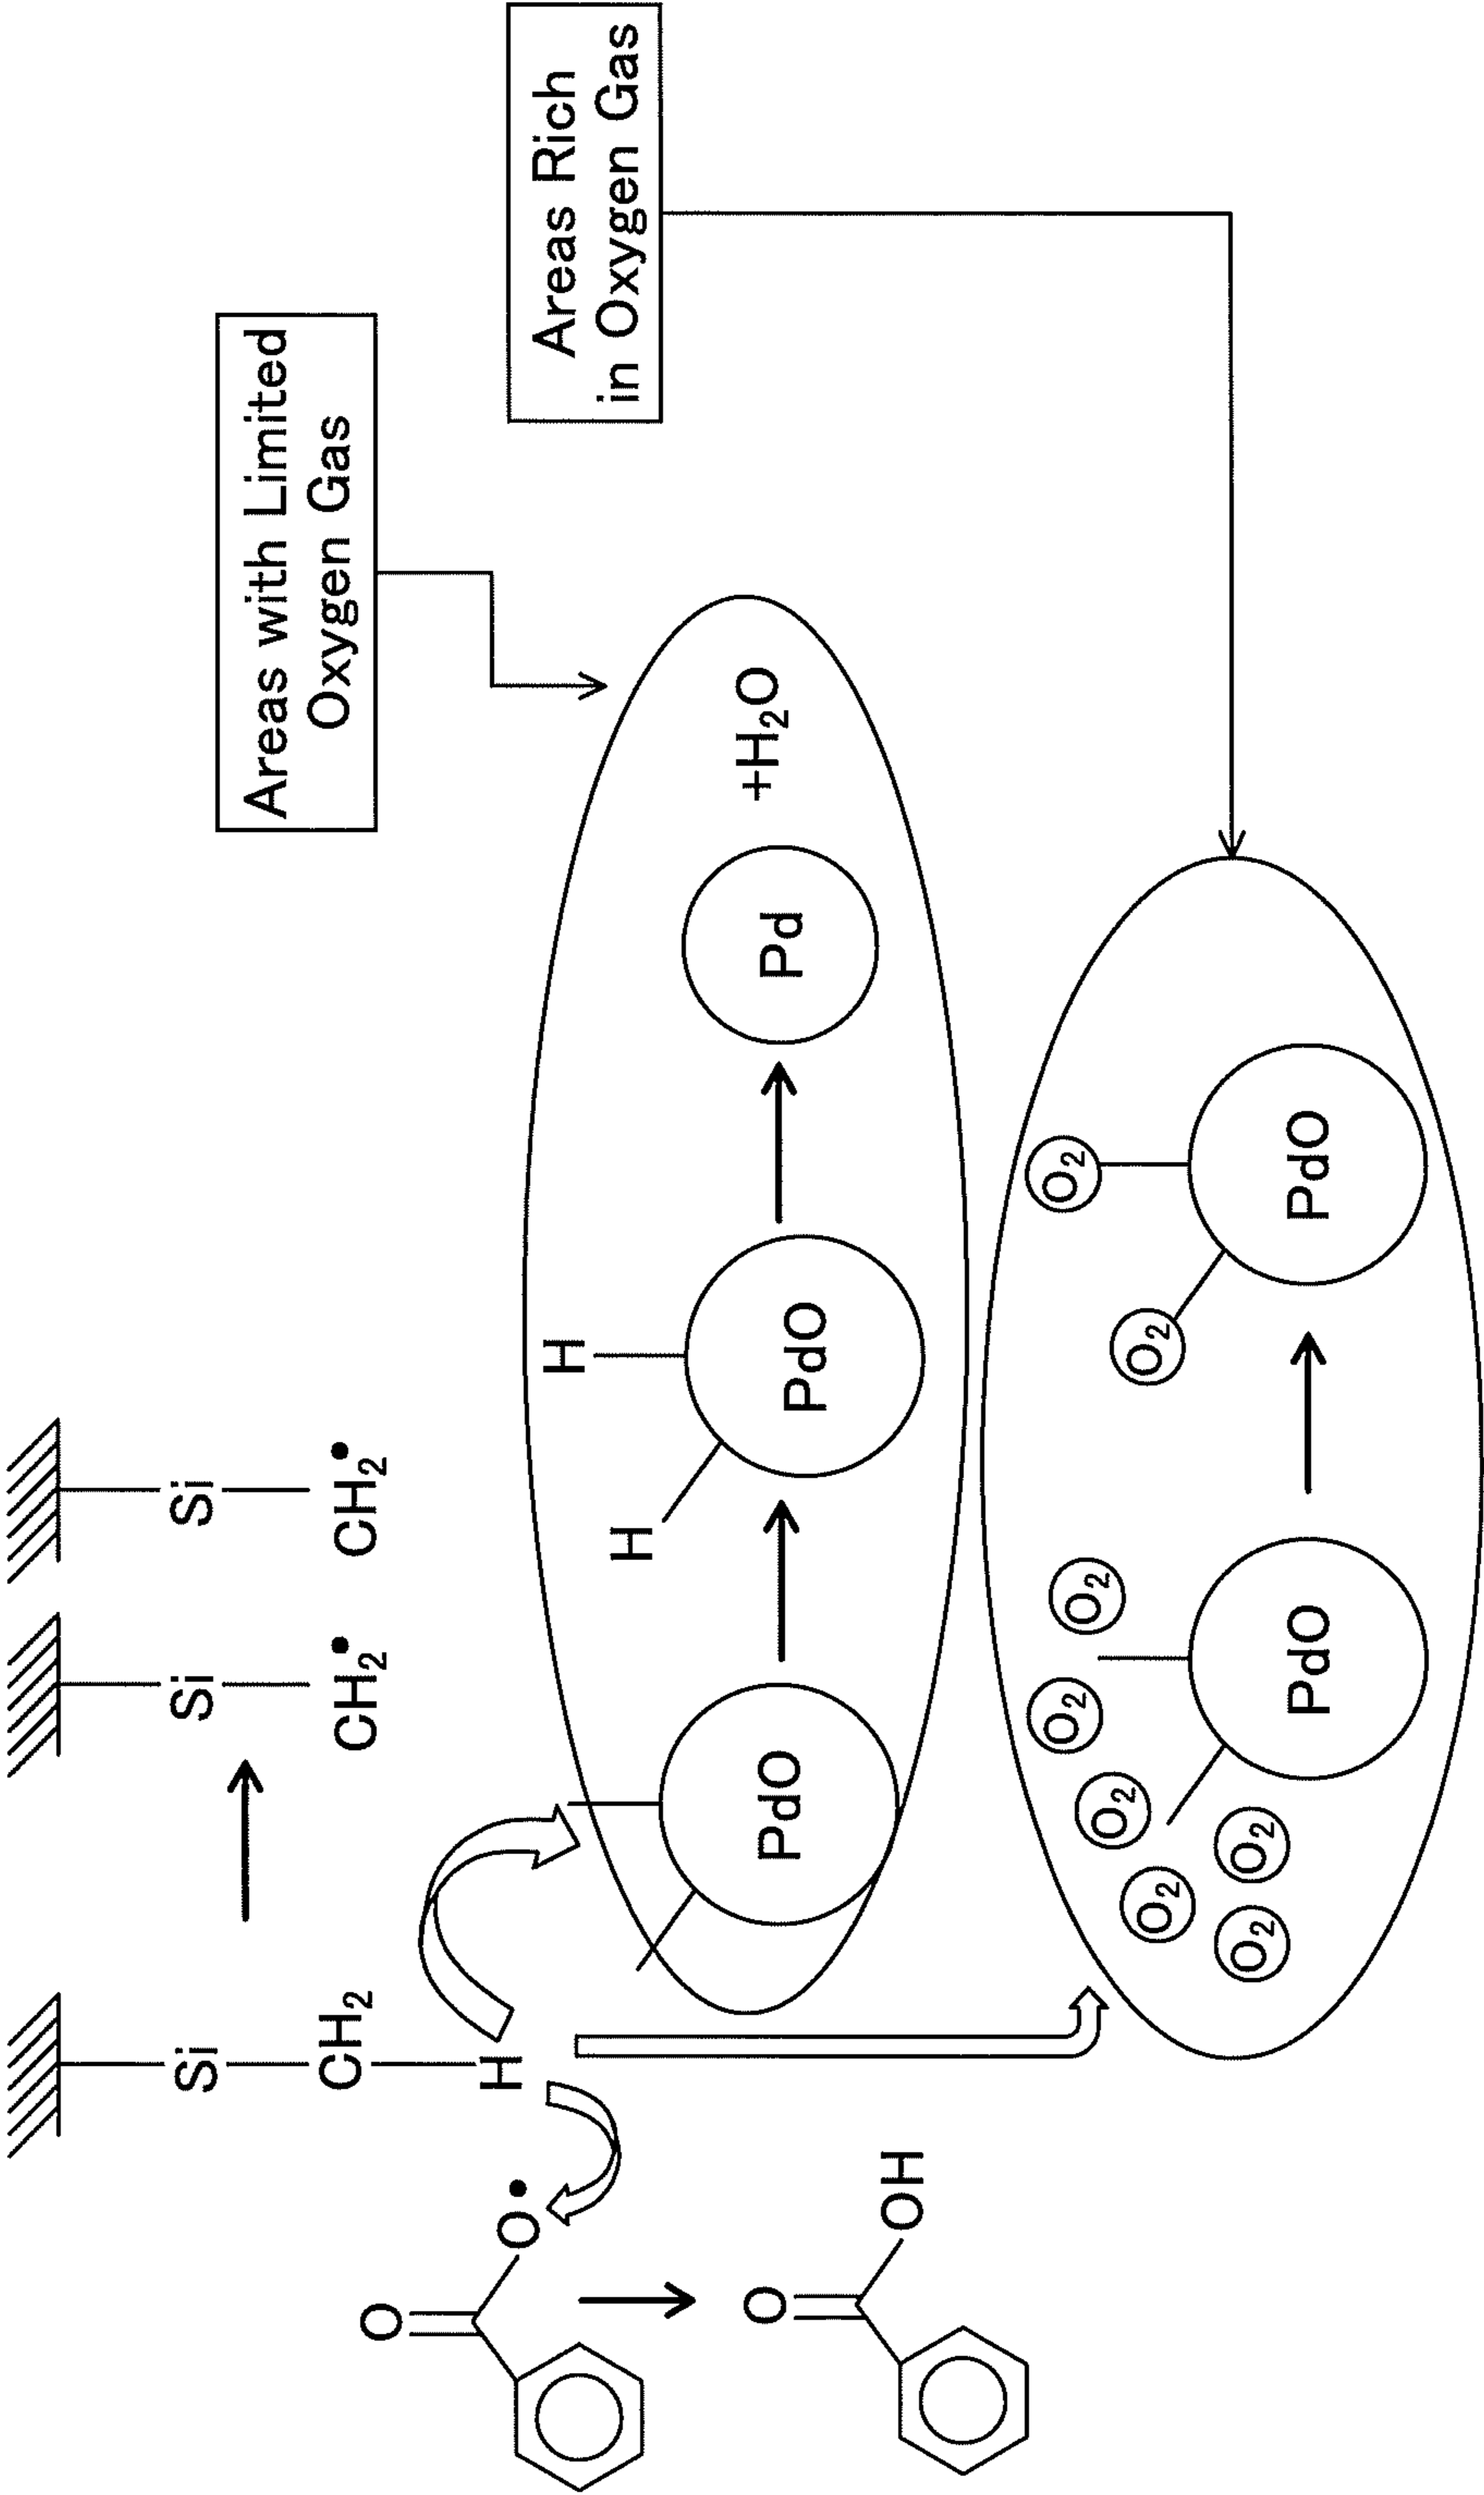 Si
CH₂
H
Si
CH₂•
Si
CH₂•
Areas with Limited
Oxygen Gas
O
O•
O
OH
PdO
H
H
PdO
Pd
+H₂O
Areas Rich
in Oxygen Gas
O₂
O₂
O₂
O₂
O₂
O₂
PdO
O₂
O₂
PdO